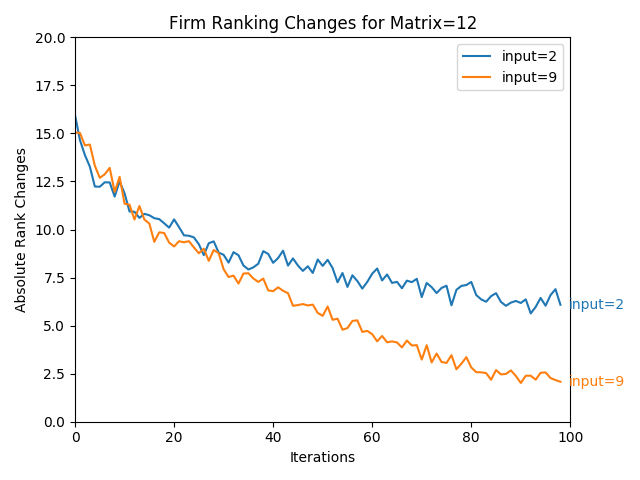 Firm Ranking Changes for Matrix=12
20.0
17.5
15.0
12.5
10.0
7.5
5.0
2.5
0.0
Absolute Rank Changes
input=2
input=9
input=2
input=9
0 20 40 60 80 100
Iterations